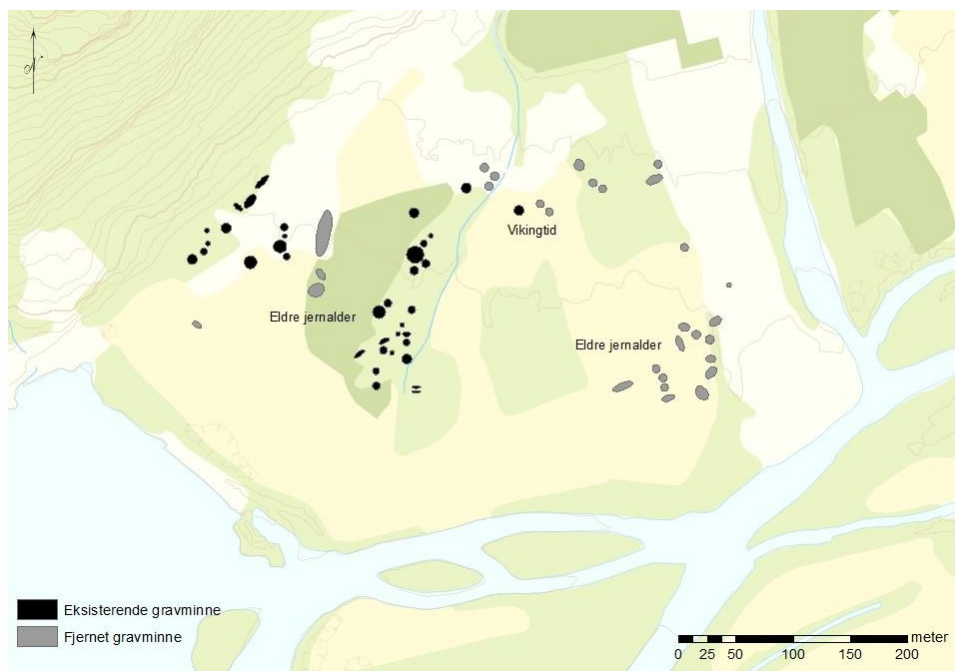 N
Vikingtid
Eldre jernalder
Eldre jernalder
Eksisterende gravminne
Fjernet gravminne
meter
0 25 50 100 150 200